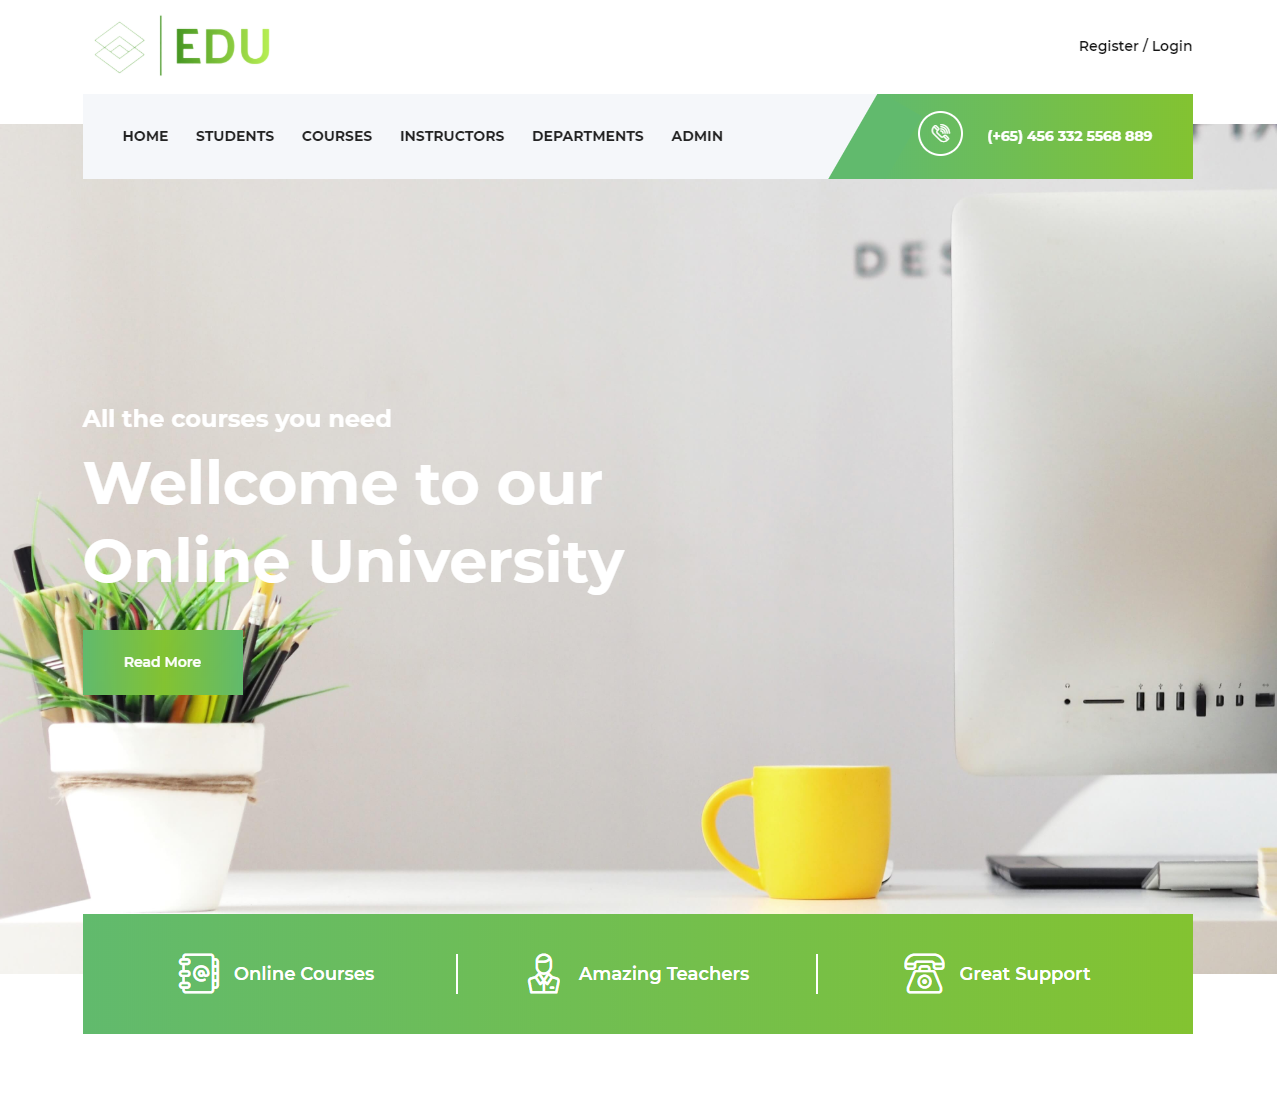 EDU
Register / Login
HOME STUDENTS COURSES INSTRUCTORS DEPARTMENTS ADMIN
(+65) 456 332 5568 889
DES
All the courses you need
Wellcome to our
Online University
Read More
Online Courses
Amazing Teachers
Great Support